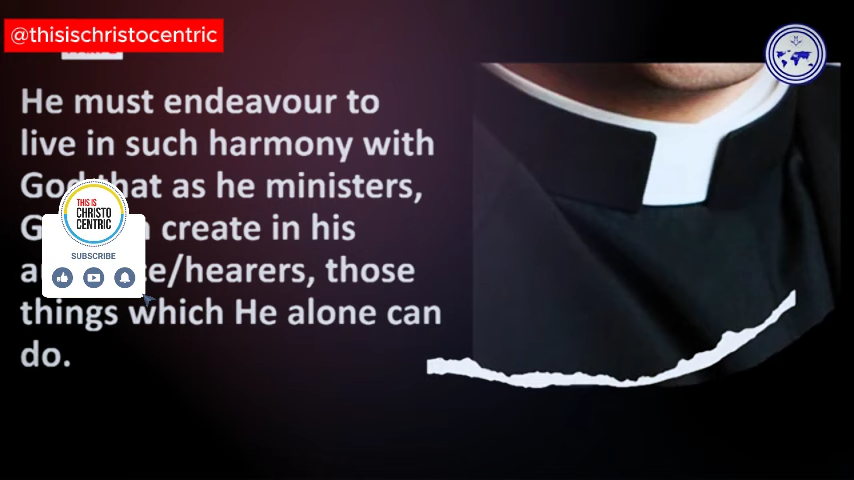 @thisischristocentric
He must endeavour to
live in such harmony with
God that as he ministers,
create in his
/hearers, those
things which He alone can
do.
THIS IS
CHRISTO
CENTRIC
SUBSCRIBE